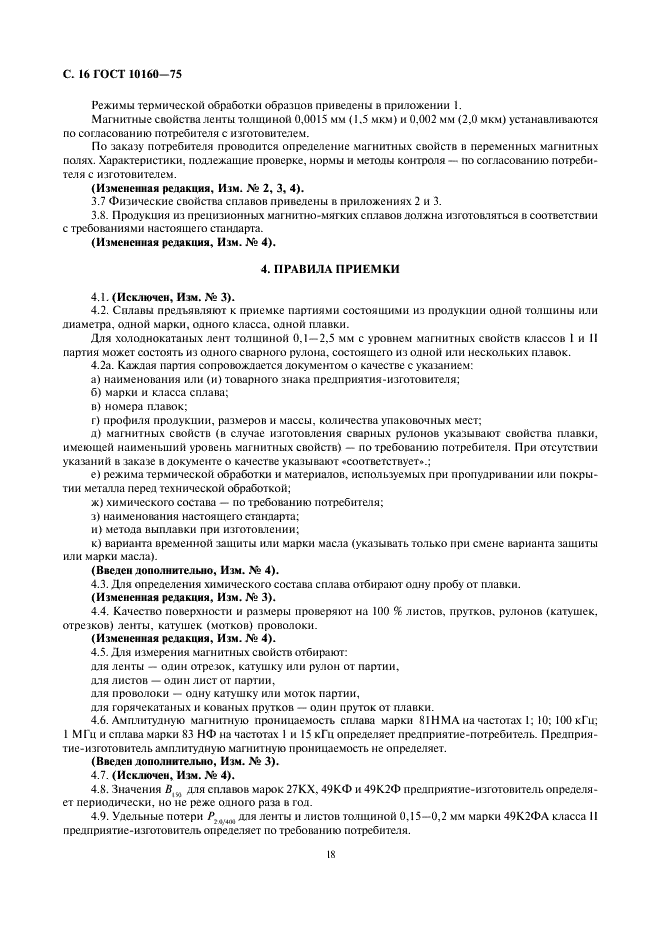 С. 16 ГОСТ 10160—75
Режимы термической обработки образцов приведены в приложении 1.
Магнитные свойства ленты толщиной 0,0015 мм (1,5 мкм) и 0,002 мм (2,0 мкм) устанавливаются
по согласованию потребителя с изготовителем.
По заказу потребителя проводится определение магнитных свойств в переменных магнитных
полях. Характеристики, подлежащие проверке, нормы и методы контроля — по согласованию потреби-
теля с изготовителем.
(Измененная редакция, Изм. № 2, 3, 4).
3.7 Физические свойства сплавов приведены в приложениях 2 и 3.
3.8. Продукция из прецизионных магнитно-мягких сплавов должна изготовляться в соответствии
с требованиями настоящего стандарта.
(Измененная редакция, Изм. № 4).
4. ПРАВИЛА ПРИЕМКИ
4.1. (Исключен, Изм. № 3).
4.2. Сплавы предъявляют к приемке партиями состоящими из продукции одной толщины или
диаметра, одной марки, одного класса, одной плавки.
Для холоднокатаных лент толщиной 0,1—2,5 мм с уровнем магнитных свойств классов I и II
партия может состоять из одного сварного рулона, состоящего из одной или нескольких плавок.
4.2а. Каждая партия сопровождается документом о качестве с указанием:
а) наименования или (и) товарного знака предприятия-изготовителя;
б) марки и класса сплава;
в) номера плавок;
г) профиля продукции, размеров и массы, количества упаковочных мест;
д) магнитных свойств (в случае изготовления сварных рулонов указывают свойства плавки,
имеющей наименьший уровень магнитных свойств) — по требованию потребителя. При отсутствии
указаний в заказе в документе о качестве указывают «соответствует».;
е) режима термической обработки и материалов, используемых при пропудривании или покры-
тии металла перед технической обработкой;
ж) химического состава — по требованию потребителя;
з) наименования настоящего стандарта;
и) метода выплавки при изготовлении;
к) варианта временной защиты или марки масла (указывать только при смене варианта защиты
или марки масла).
(Введен дополнительно, Изм. № 4).
4.3. Для определения химического состава сплава отбирают одну пробу от плавки.
(Измененная редакция, Изм. № 3).
4.4. Качество поверхности и размеры проверяют на 100 % листов, прутков, рулонов (катушек,
отрезков) ленты, катушек (мотков) проволоки.
(Измененная редакция, Изм. № 4).
4.5. Для измерения магнитных свойств отбирают:
для ленты — один отрезок, катушку или рулон от партии,
для листов — один лист от партии,
для проволоки — одну катушку или моток партии,
для горячекатаных и кованых прутков — один пруток от плавки.
4.6. Амплитудную магнитную проницаемость сплава марки 81НМА на частотах 1; 10; 100 кГц;
1 МГц и сплава марки 83 НФ на частотах 1 и 15 кГц определяет предприятие-потребитель. Предприя-
тие-изготовитель амплитудную магнитную проницаемость не определяет.
(Введен дополнительно, Изм. № 3).
4.7. (Исключен, Изм. № 4).
4.8. Значения B150 для сплавов марок 27КХ, 49КФ и 49К2Ф предприятие-изготовитель определя-
ет периодически, но не реже одного раза в год.
4.9. Удельные потери P2.0/400 для ленты и листов толщиной 0,15—0,2 мм марки 49К2ФА класса II
предприятие-изготовитель определяет по требованию потребителя.
18